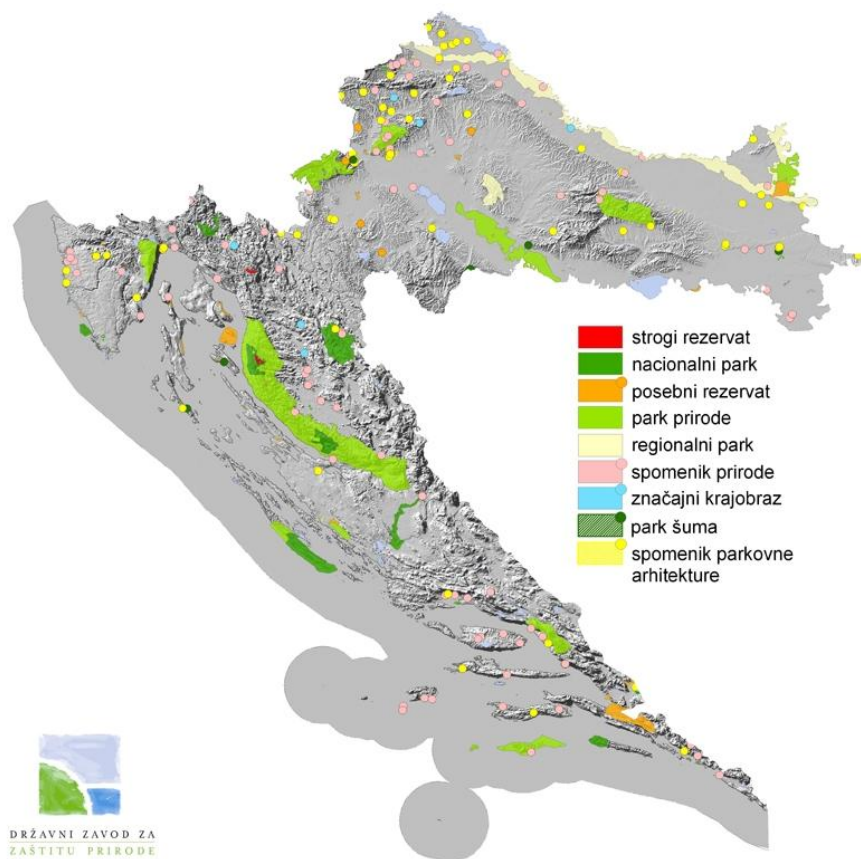 strogi rezervat
nacionalni park
posebni rezervat
park prirode
regionalni park
spomenik prirode
značajni krajobraz
park šuma
spomenik parkovne
arhitekture
DRŽAVNI ZAVOD ZA
ZAŠTITU PRIRODE